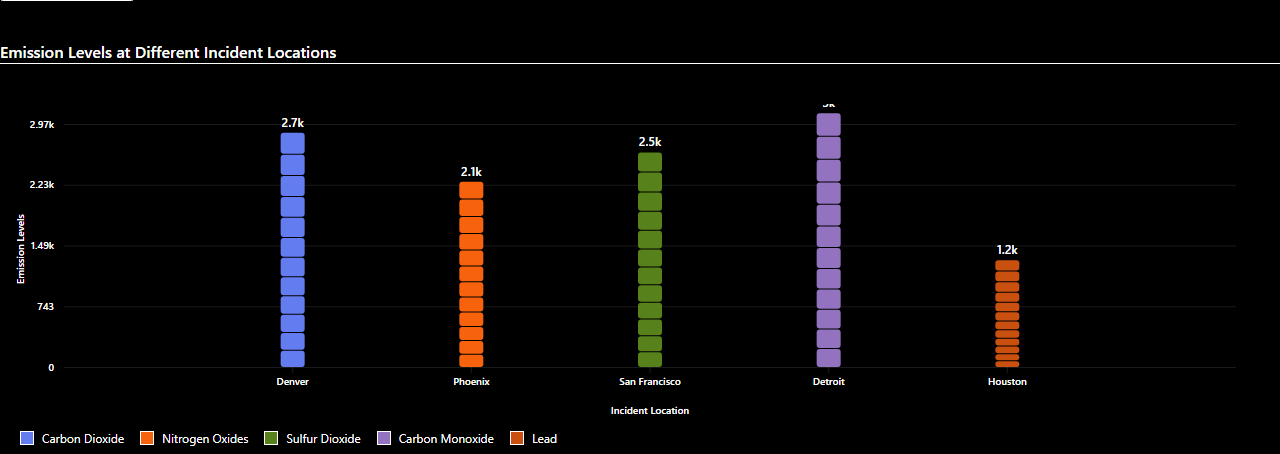 Emission Levels at Different Incident Locations
2.97k
2.23k
1.49k
743
0
Emission Levels
2.7k
2.1k
2.5k
1.2k
Denver
Phoenix
San Francisco
Detroit
Houston
Incident Location
Carbon Dioxide
Nitrogen Oxides
Sulfur Dioxide
Carbon Monoxide
Lead